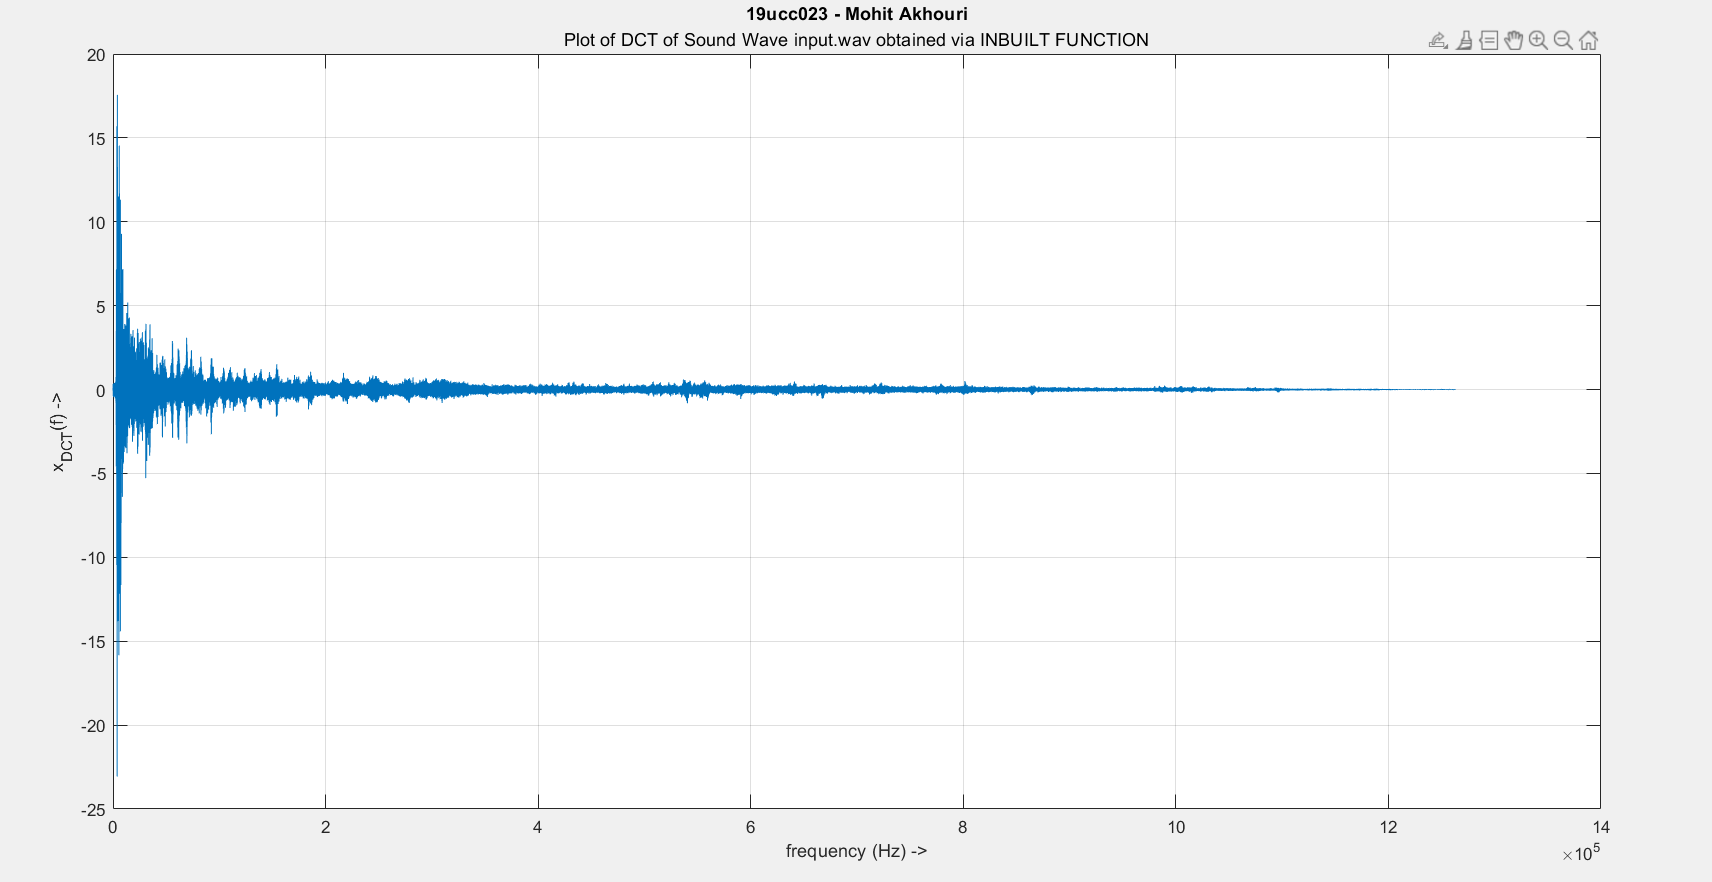 19ucc023 - Mohit Akhouri
Plot of DCT of Sound Wave input.wav obtained via INBUILT FUNCTION
20
15
10
5
0
-5
-10
-15
-20
-25
x_DCT(f) ->
0 2 4 6 8 10 12 14
×10^5
frequency (Hz) ->